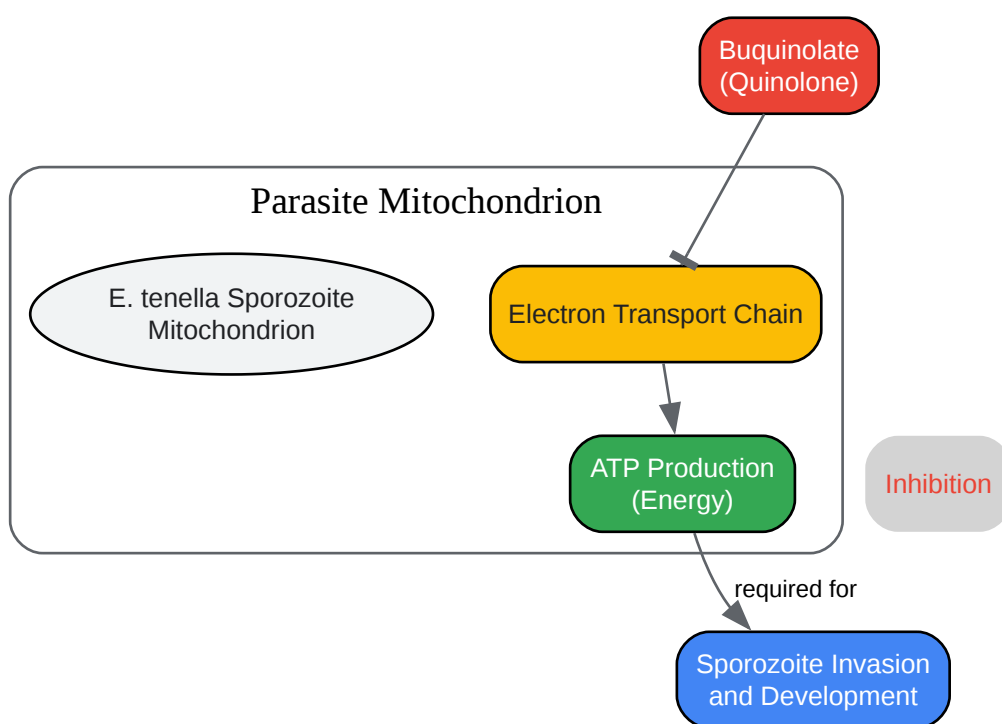 Buquinolate
(Quinolone)
Parasite Mitochondrion
E. tenella Sporozoite
Mitochondrion
Electron Transport Chain
ATP Production
(Energy)
Inhibition
required for
Sporozoite Invasion
and Development